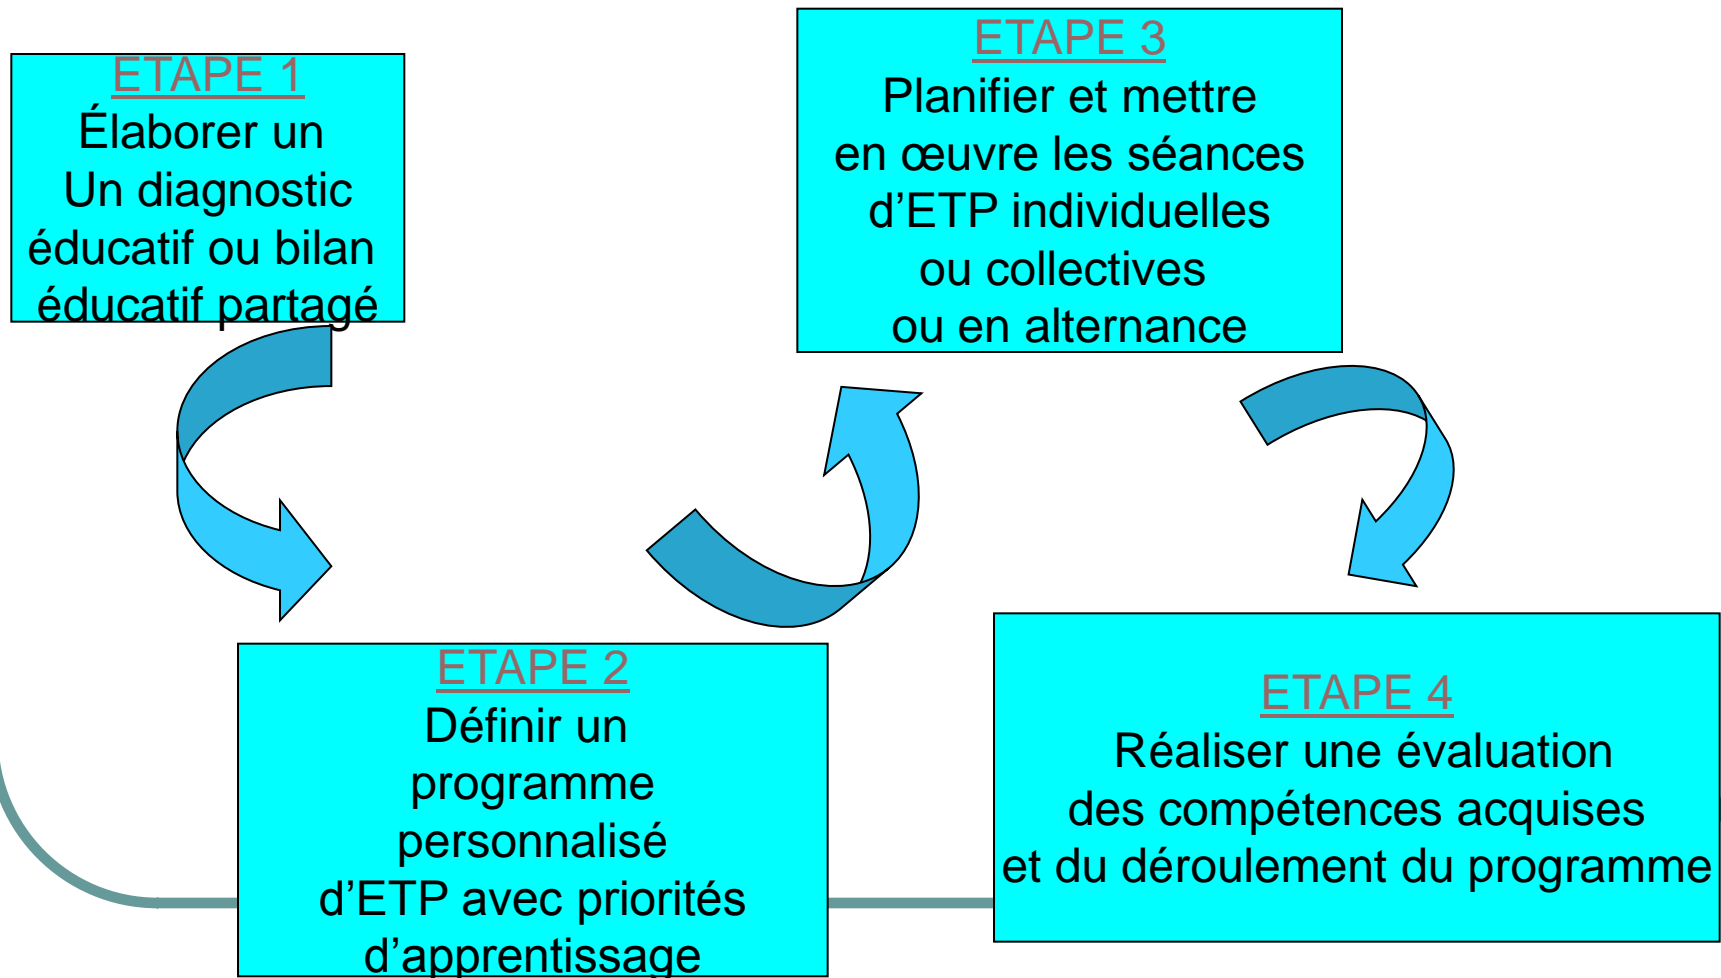 ETAPE 1
Élaborer un
Un diagnostic
éducatif ou bilan
éducatif partagé
ETAPE 2
Définir un
programme
personnalisé
d’ETP avec priorités
d’apprentissage
ETAPE 3
Planifier et mettre
en œuvre les séances
d’ETP individuelles
ou collectives
ou en alternance
ETAPE 4
Réaliser une évaluation
des compétences acquises
et du déroulement du programme